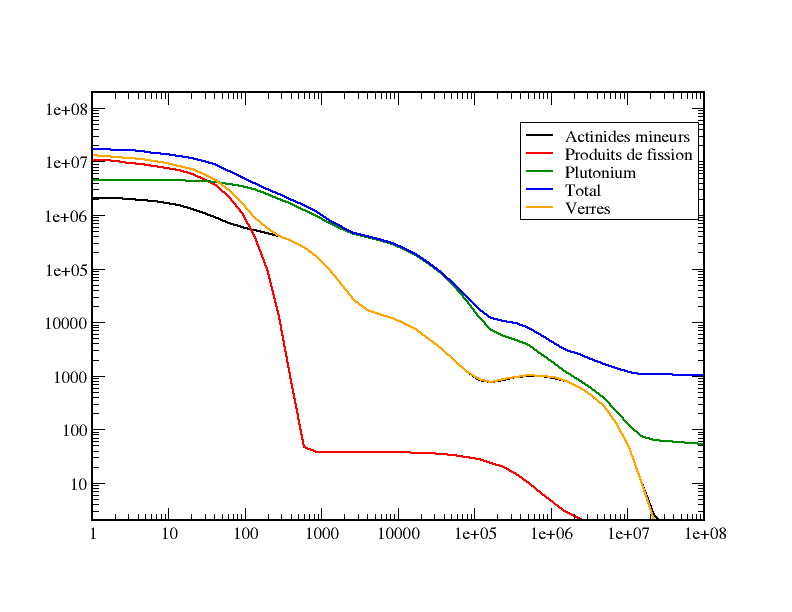 1e+08
1e+07
1e+06
1e+05
10000
1000
100
10
Actinides mineurs
Produits de fission
Plutonium
Total
Verres
1 10 100 1000 10000 1e+05 1e+06 1e+07 1e+08